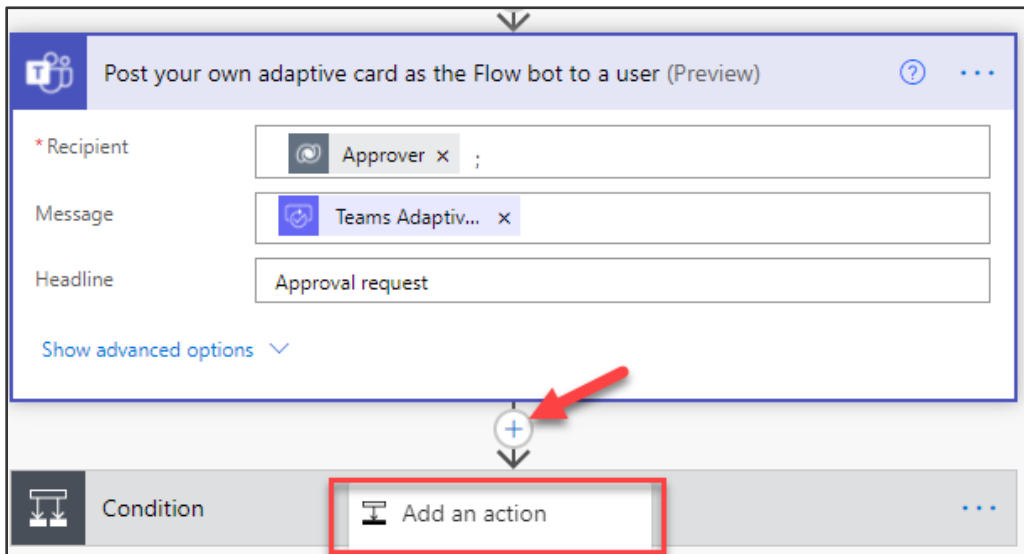 Post your own adaptive card as the Flow bot to a user (Preview)
* Recipient
Approver × ;
Message
Teams Adaptiv... ×
Headline
Approval request
Show advanced options
Condition
Add an action